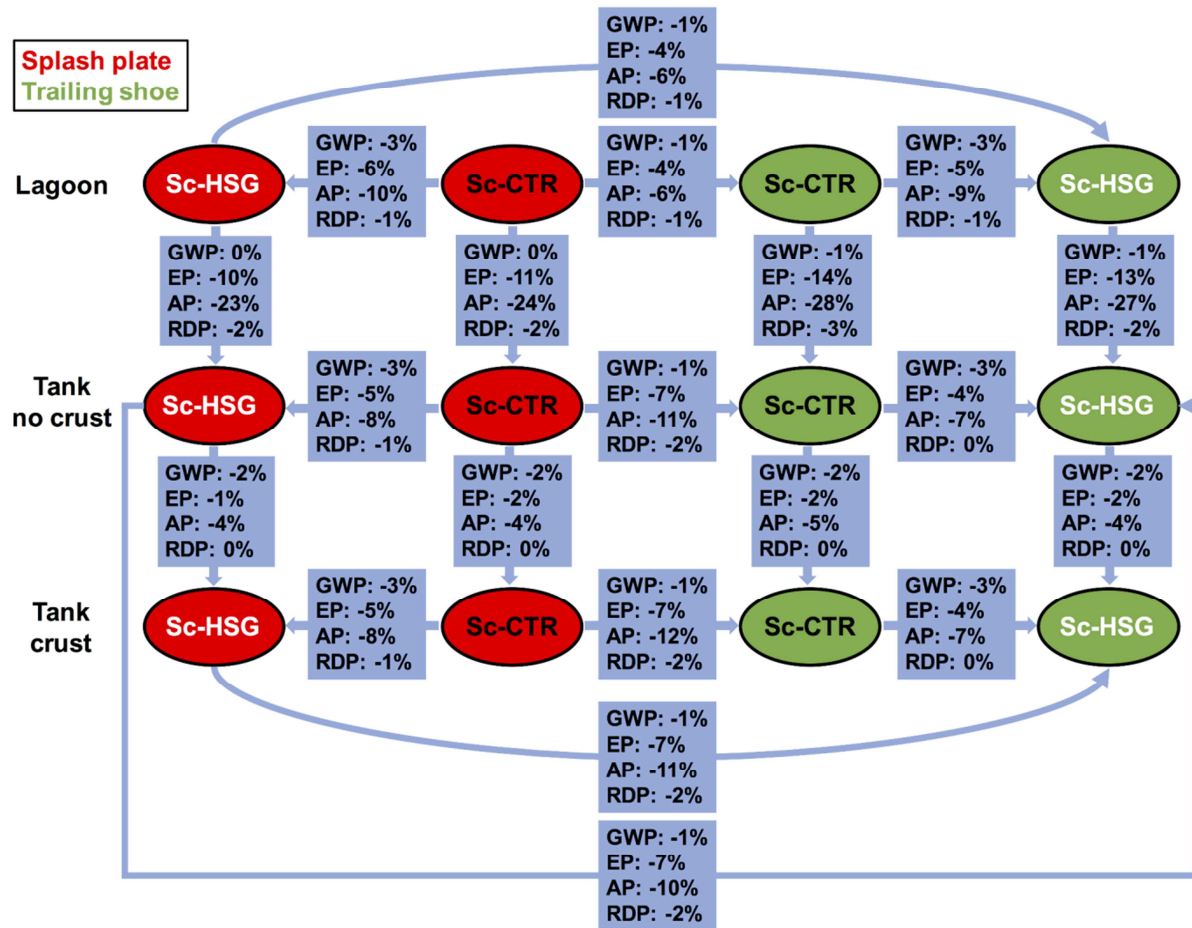 GWP: -1%
EP: -4%
AP: -6%
RDP: -1%
Splash plate
Trailing shoe
Lagoon
Sc-HSG
GWP: -3%
EP: -6%
AP: -10%
RDP: -1%
Sc-CTR
GWP: -1%
EP: -4%
AP: -6%
RDP: -1%
Sc-CTR
GWP: -3%
EP: -5%
AP: -9%
RDP: -1%
Sc-HSG
GWP: 0%
EP: -10%
AP: -23%
RDP: -2%
GWP: 0%
EP: -11%
AP: -24%
RDP: -2%
GWP: -1%
EP: -14%
AP: -28%
RDP: -3%
GWP: -1%
EP: -13%
AP: -27%
RDP: -2%
Tank
no crust
Sc-HSG
GWP: -3%
EP: -5%
AP: -8%
RDP: -1%
Sc-CTR
GWP: -1%
EP: -7%
AP: -11%
RDP: -2%
Sc-CTR
GWP: -3%
EP: -4%
AP: -7%
RDP: 0%
Sc-HSG
GWP: -2%
EP: -1%
AP: -4%
RDP: 0%
GWP: -2%
EP: -2%
AP: -4%
RDP: 0%
GWP: -2%
EP: -2%
AP: -5%
RDP: 0%
GWP: -2%
EP: -2%
AP: -4%
RDP: 0%
Tank
crust
Sc-HSG
GWP: -3%
EP: -5%
AP: -8%
RDP: -1%
Sc-CTR
GWP: -1%
EP: -7%
AP: -12%
RDP: -2%
Sc-CTR
GWP: -3%
EP: -4%
AP: -7%
RDP: 0%
Sc-HSG
GWP: -1%
EP: -7%
AP: -11%
RDP: -2%
GWP: -1%
EP: -7%
AP: -10%
RDP: -2%